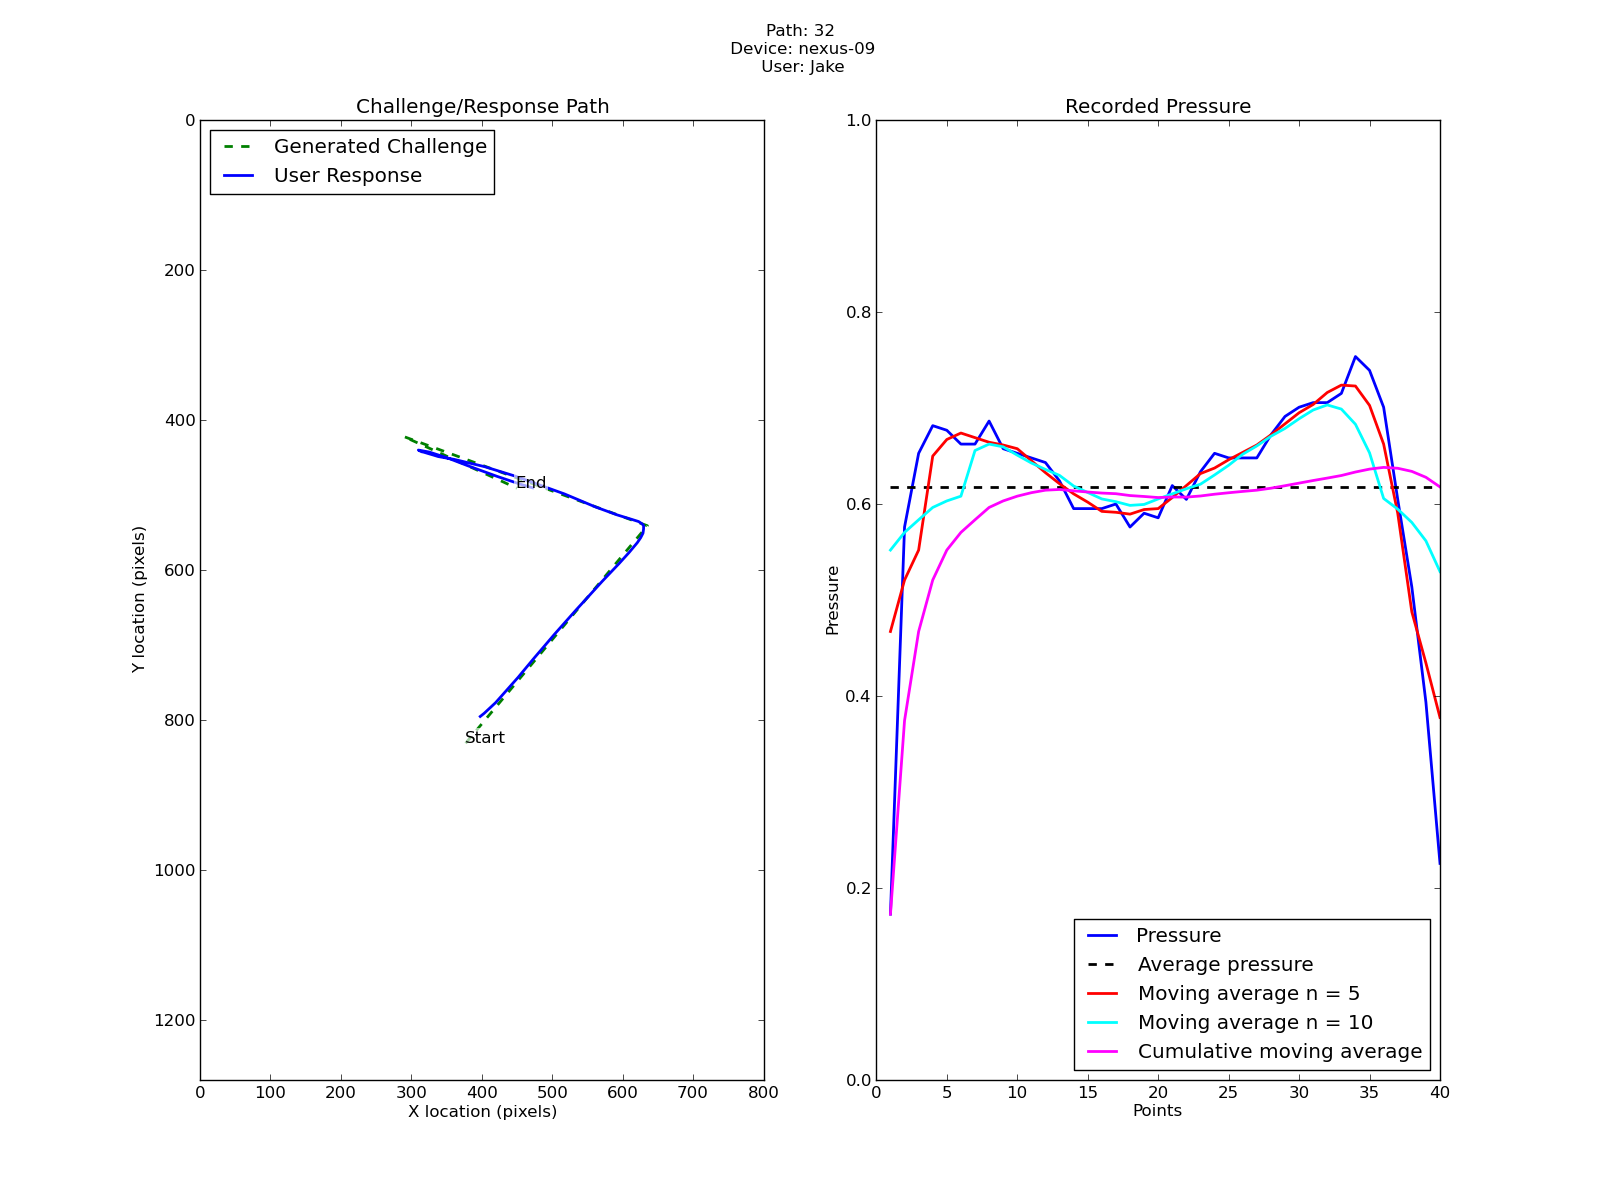 Path: 32
Device: nexus-09
User: Jake
Challenge/Response Path
0
200
400
600
800
1000
1200
Y location (pixels)
Generated Challenge
User Response
End
Start
0 100 200 300 400 500 600 700 800
X location (pixels)
Recorded Pressure
1.0
0.8
0.6
0.4
0.2
0.0
Pressure
Pressure
Average pressure
Moving average n = 5
Moving average n = 10
Cumulative moving average
0 5 10 15 20 25 30 35 40
Points